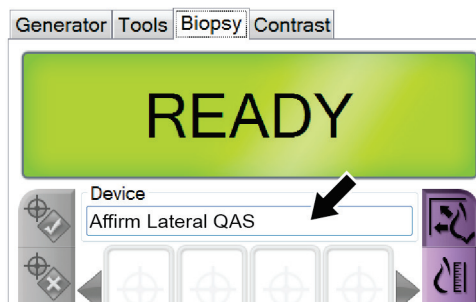 Generator Tools Biopsy Contrast
READY
Device
Affirm Lateral QAS